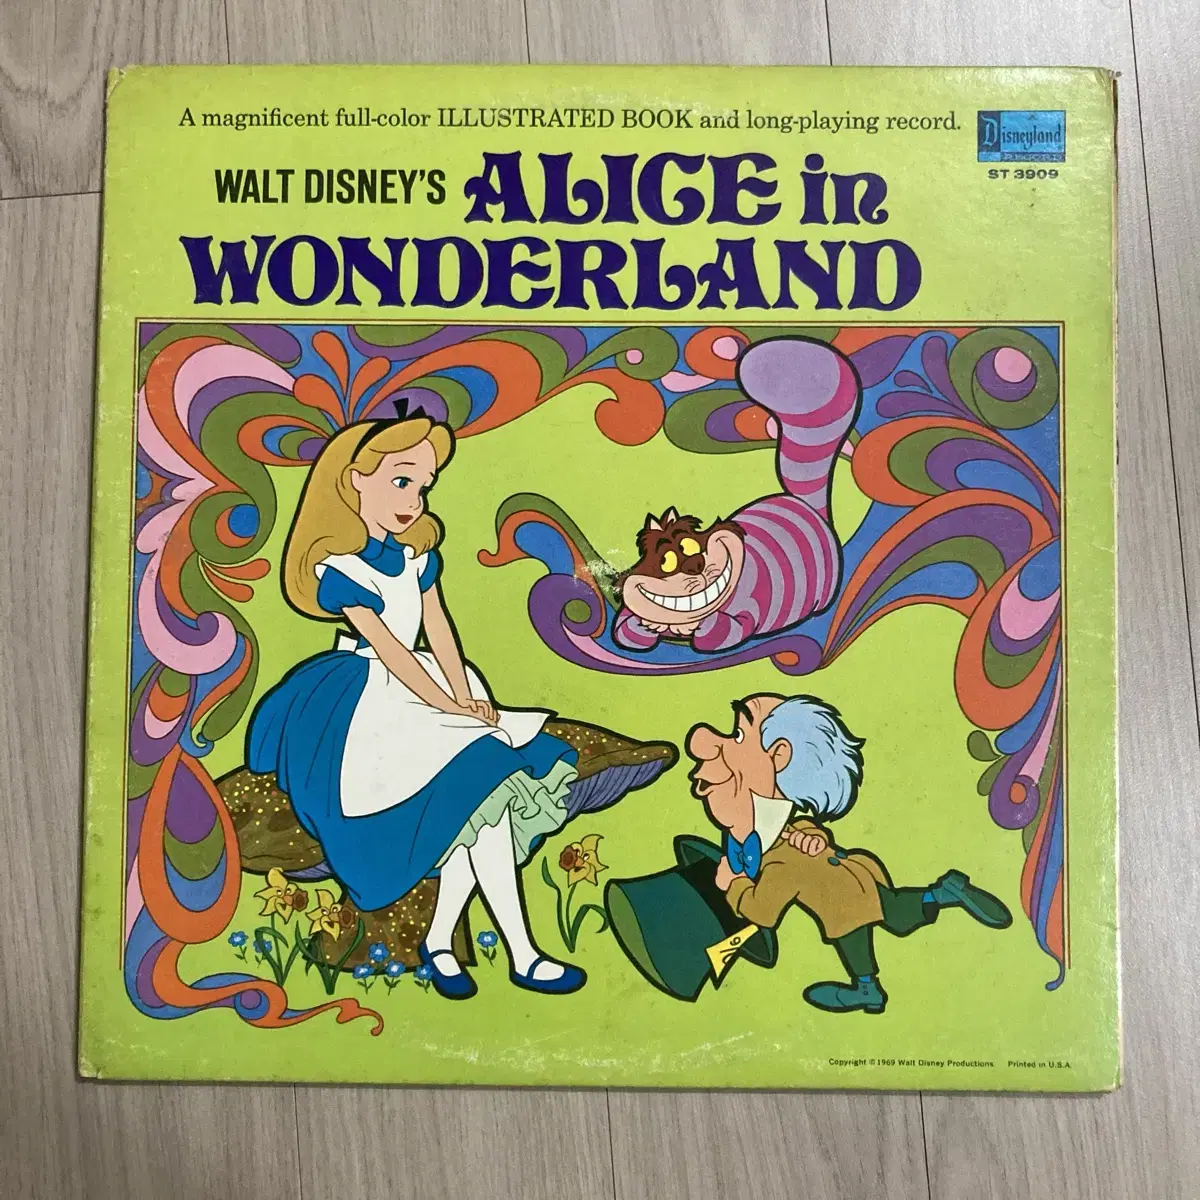 A magnificent full-color ILLUSTRATED BOOK and long-playing record.
Disneyland
RECORD
ST 3909
WALT DISNEY'S ALICE in
WONDERLAND
Copyright © 1969 Walt Disney Productions Printed in U.S.A.